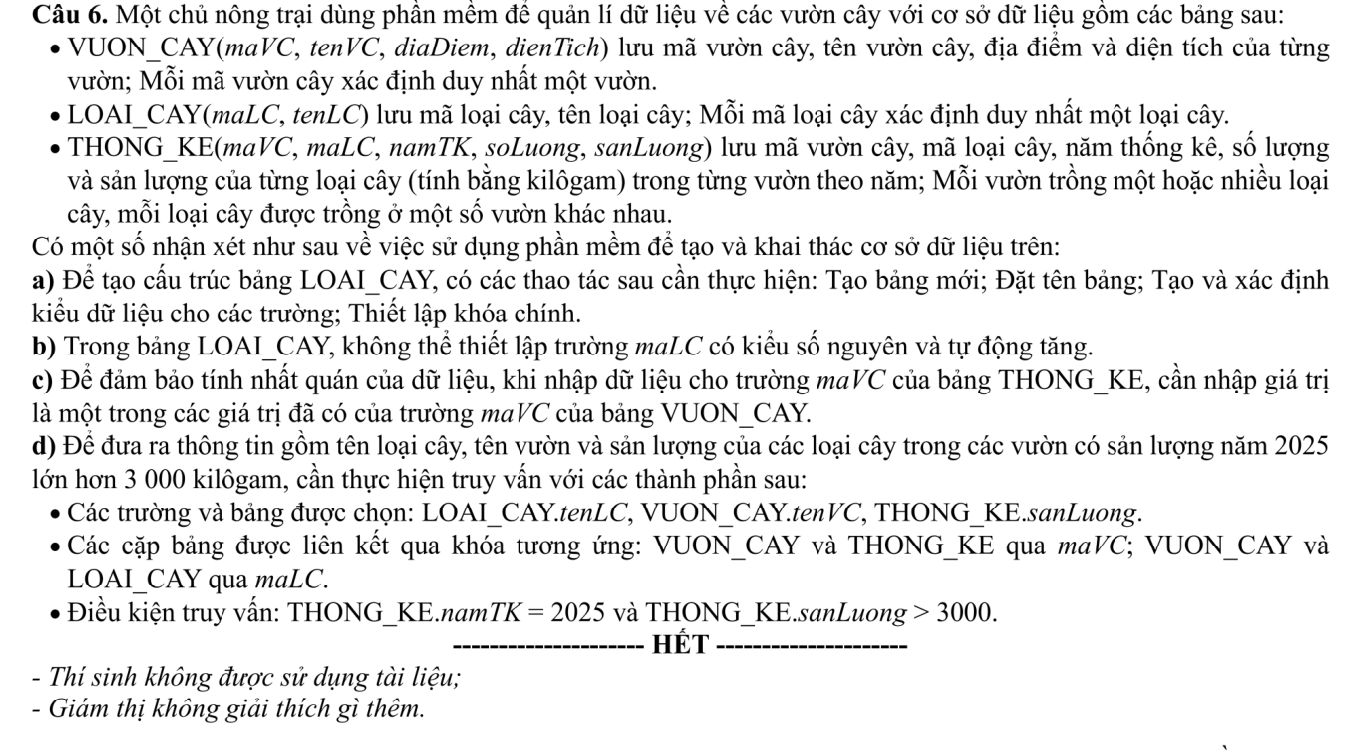 Câu 6. Một chủ nông trại dùng phần mềm để quản lí dữ liệu về các vườn cây với cơ sở dữ liệu gồm các bảng sau:
• VUON_CAY(maVC, tenVC, diaDiem, dienTich) lưu mã vườn cây, tên vườn cây, địa điểm và diện tích của từng
vườn; Mỗi mã vườn cây xác định duy nhất một vườn.
• LOAI_CAY(maLC, tenLC) lưu mã loại cây, tên loại cây; Mỗi mã loại cây xác định duy nhất một loại cây.
• THONG_KE(maVC, maLC, namTK, soLuong, sanLuong) lưu mã vườn cây, mã loại cây, năm thống kê, số lượng
và sản lượng của từng loại cây (tính bằng kilôgam) trong từng vườn theo năm; Mỗi vườn trồng một hoặc nhiều loại
cây, mỗi loại cây được trồng ở một số vườn khác nhau.
Có một số nhận xét như sau về việc sử dụng phần mềm để tạo và khai thác cơ sở dữ liệu trên:
a) Để tạo cấu trúc bảng LOAI_CAY, có các thao tác sau cần thực hiện: Tạo bảng mới; Đặt tên bảng; Tạo và xác định
kiểu dữ liệu cho các trường; Thiết lập khóa chính.
b) Trong bảng LOAI_CAY, không thể thiết lập trường maLC có kiểu số nguyên và tự động tăng.
c) Để đảm bảo tính nhất quán của dữ liệu, khi nhập dữ liệu cho trường maVC của bảng THONG_KE, cần nhập giá trị
là một trong các giá trị đã có của trường maVC của bảng VUON_CAY.
d) Để đưa ra thông tin gồm tên loại cây, tên vườn và sản lượng của các loại cây trong các vườn có sản lượng năm 2025
lớn hơn 3 000 kilôgam, cần thực hiện truy vấn với các thành phần sau:
• Các trường và bảng được chọn: LOAI_CAY.tenLC, VUON_CAY.tenVC, THONG_KE.sanLuong.
• Các cặp bảng được liên kết qua khóa tương ứng: VUON_CAY và THONG_KE qua maVC; VUON_CAY và
LOAI_CAY qua maLC.
• Điều kiện truy vấn: THONG_KE.namTK = 2025 và THONG_KE.sanLuong > 3000.
--------------------- HẾT ---------------------
- Thí sinh không được sử dụng tài liệu;
- Giám thị không giải thích gì thêm.